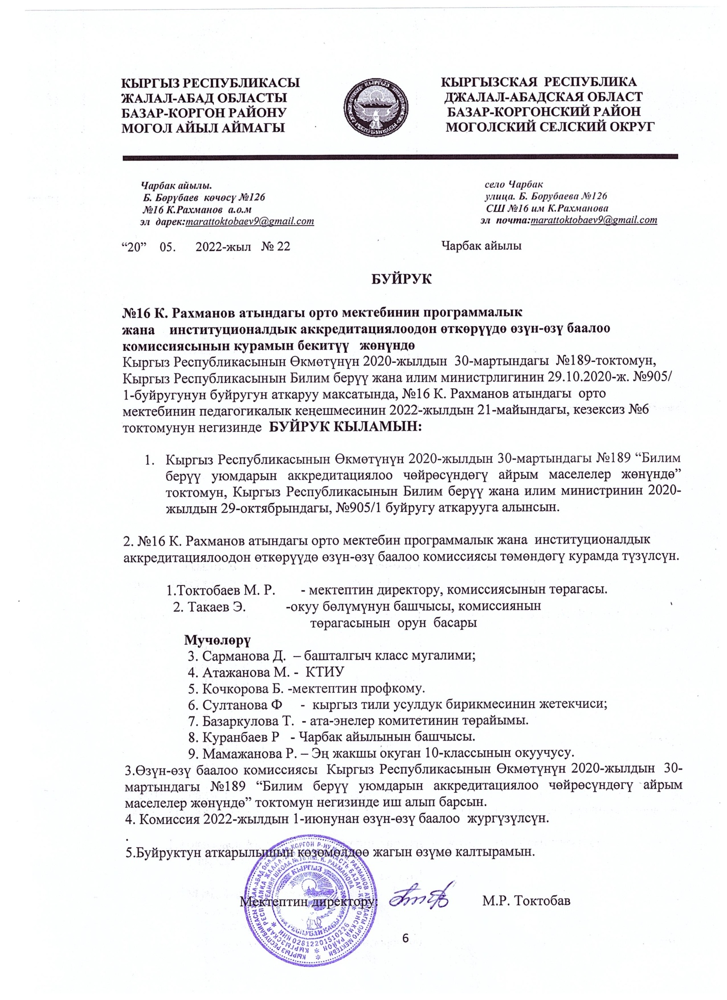 КЫРГЫЗ РЕСПУБЛИКАСЫ
ЖАЛАЛ-АБАД ОБЛАСТЫ
БАЗАР-КОРГОН РАЙОНУ
МОГОЛ АЙЫЛ АЙМАГЫ
КЫРГЫЗСКАЯ РЕСПУБЛИКА
ДЖАЛАЛ-АБАДСКАЯ ОБЛАСТ
БАЗАР-КОРГОНСКИЙ РАЙОН
МОГОЛСКИЙ СЕЛСКИЙ ОКРУГ
Чарбак айылы.
Б. Бөрүбаев көчөсү №126
№16 К.Рахманов а.о.м
эл дарек:marattoktobaev9@gmail.com
село Чарбак
улица. Б. Борубаева №126
СШ №16 им К.Рахманова
эл почта:marattoktobaev9@gmail.com
“20” 05. 2022-жыл № 22 Чарбак айылы
БУЙРУК
№16 К. Рахманов атындагы орто мектебинин программалык
жана институционалдык аккредитациялоодон өткөрүүдө өзүн-өзү баалоо
комиссиясынын курамын бекитүү жөнүндө
Кыргыз Республикасынын Өкмөтүнүн 2020-жылдын 30-мартындагы №189-токтомун,
Кыргыз Республикасынын Билим берүү жана илим министрлигинин 29.10.2020-ж. №905/
1-буйругунун буйругун аткаруу максатында, №16 К. Рахманов атындагы орто
мектебинин педагогикалык кеңешмесинин 2022-жылдын 21-майындагы, кезексиз №6
токтомунун негизинде БУЙРУК КЫЛАМЫН:
1. Кыргыз Республикасынын Өкмөтүнүн 2020-жылдын 30-мартындагы №189 “Билим
берүү уюмдарын аккредитациялоо чөйрөсүндөгү айрым маселелер жөнүндө”
токтомун, Кыргыз Республикасынын Билим берүү жана илим министринин 2020-
жылдын 29-октябрындагы, №905/1 буйругу аткарууга алынсын.
2. №16 К. Рахманов атындагы орто мектебин программалык жана институционалдык
аккредитациялоодон өткөрүүдө өзүн-өзү баалоо комиссиясы төмөндөгү курамда түзүлсүн.
1.Токтобаев М. Р. - мектептин директору, комиссиясынын төрагасы.
2. Такаев Э. -окуу бөлүмүнун башчысы, комиссиянын
төрагасынын орун басары
Мучөлөрү
3. Сарманова Д. – башталгыч класс мугалими;
4. Атажанова М. - КТИУ
5. Кочкорова Б. -мектептин профкому.
6. Султанова Ф - кыргыз тили усулдук бирикмесинин жетекчиси;
7. Базаркулова Т. - ата-энелер комитетинин төрайымы.
8. Куранбаев Р - Чарбак айылынын башчысы.
9. Мамажанова Р. – Эң жакшы окуган 10-классынын окуучусу.
3.Өзүн-өзү баалоо комиссиясы Кыргыз Республикасынын Өкмөтүнүн 2020-жылдын 30-
мартындагы №189 “Билим берүү уюмдарын аккредитациялоо чөйрөсүндөгү айрым
маселелер жөнүндө” токтомун негизинде иш алып барсын.
4. Комиссия 2022-жылдын 1-июнунан өзүн-өзү баалоо жургүзүлсүн.
.
5.Буйруктун аткарылышын көзөмөлдөө жагын өзүмө калтырамын.
Мектептин директору: М.Р. Токтобав
6